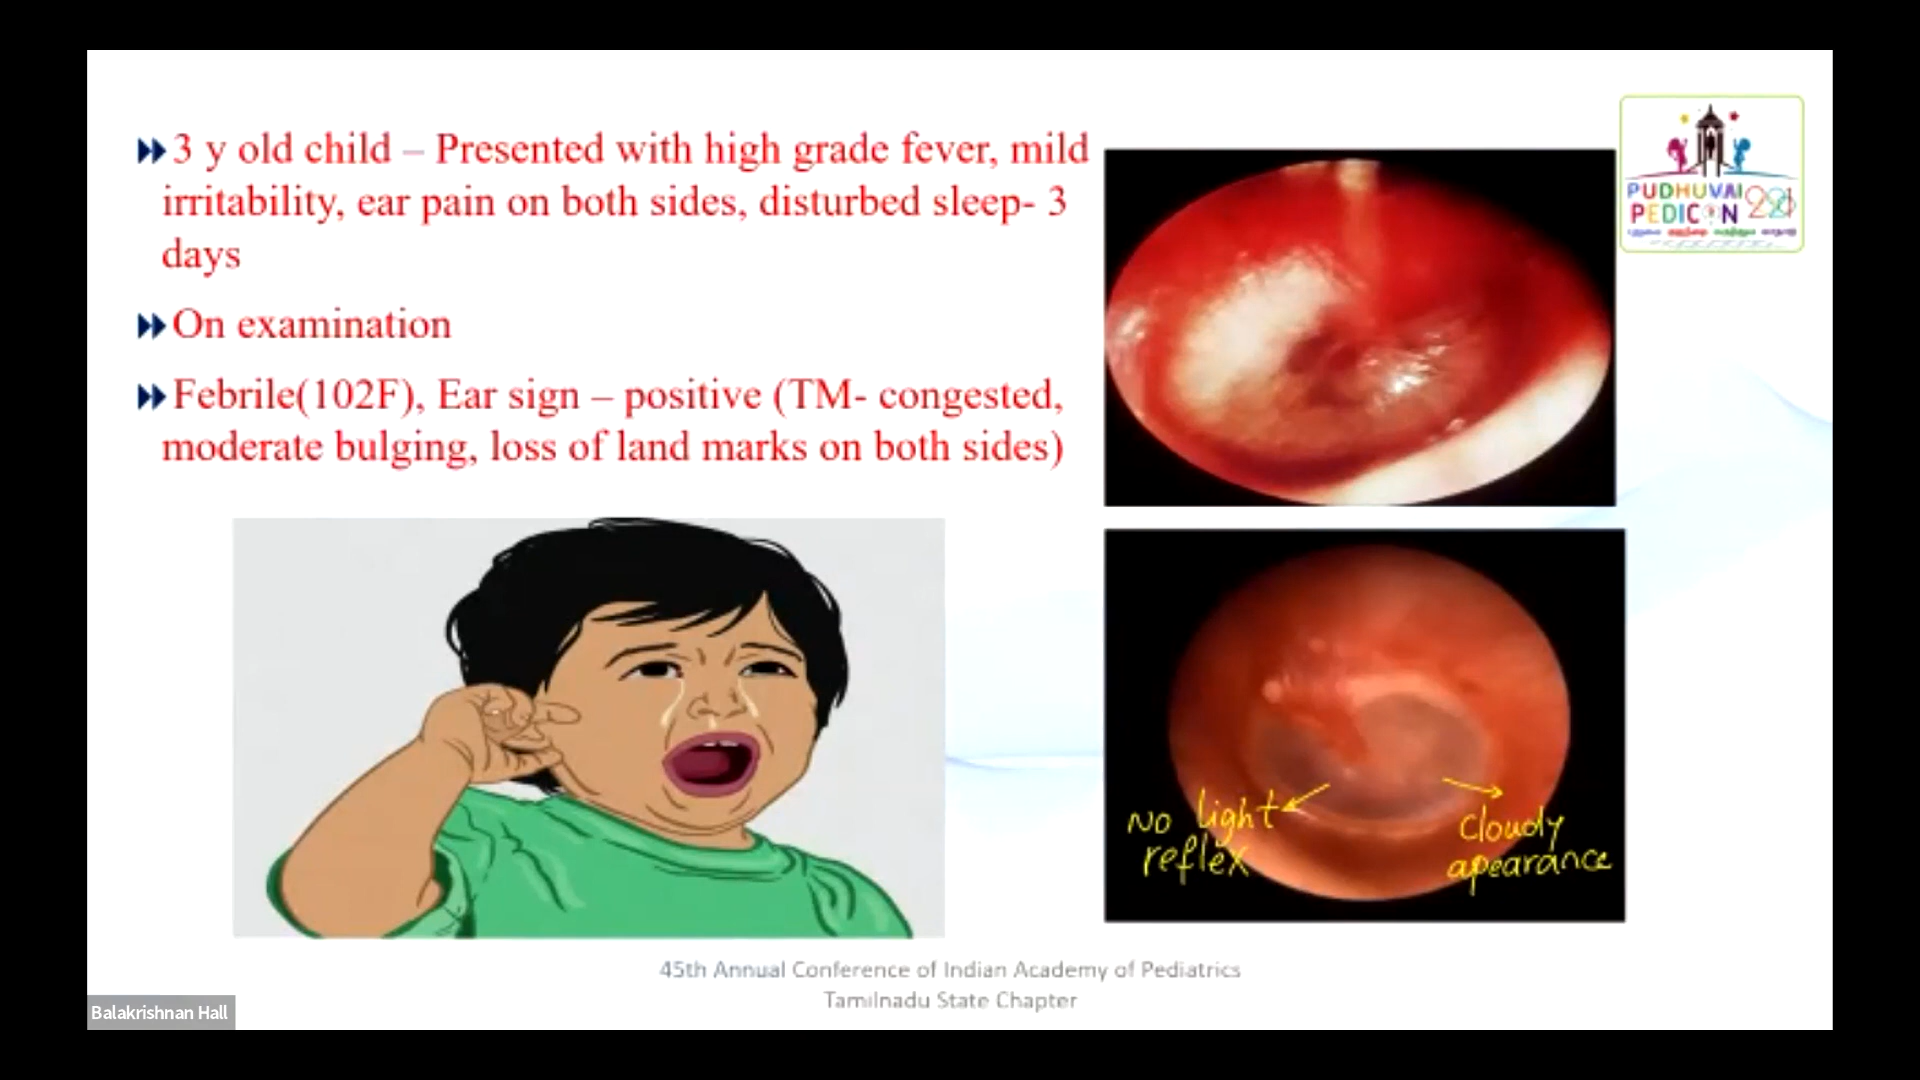 3 y old child – Presented with high grade fever, mild
irritability, ear pain on both sides, disturbed sleep- 3
days
On examination
Febrile(102F), Ear sign – positive (TM- congested,
moderate bulging, loss of land marks on both sides)
PUDHUVAI
PEDICON
No light
reflex
Cloudy
apearance
45th Annual Conference of Indian Academy of Pediatrics
Tamilnadu State Chapter
Balakrishnan Hall